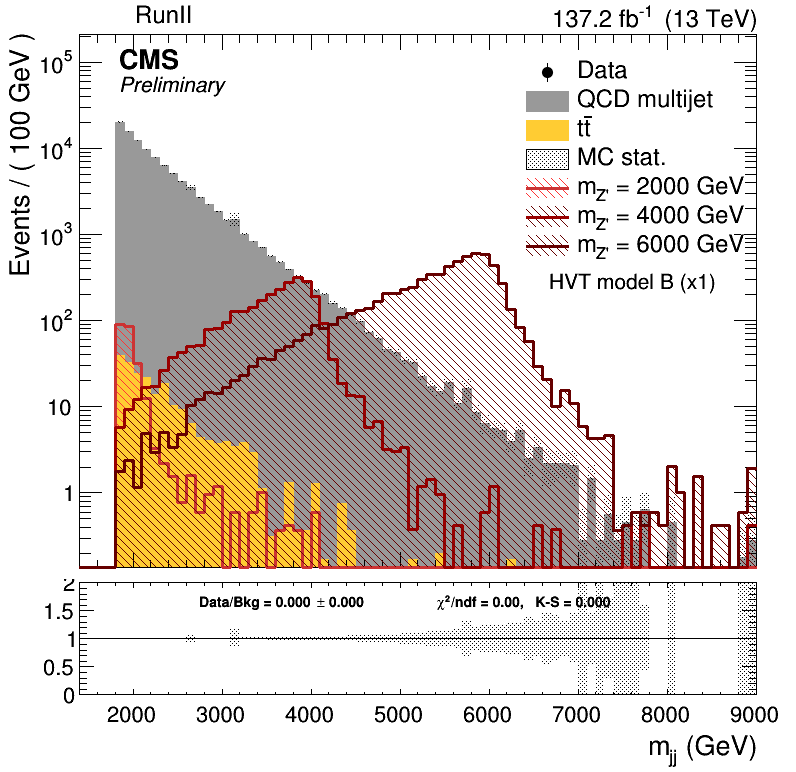 RunII 137.2 fb⁻¹ (13 TeV)
CMS
Preliminary
Data
QCD multijet
tt̄
MC stat.
m_Z' = 2000 GeV
m_Z' = 4000 GeV
m_Z' = 6000 GeV
HVT model B (x1)
Events / ( 100 GeV )
10⁵
10⁴
10³
10²
10
1
Data/Bkg = 0.000 ± 0.000 χ²/ndf = 0.00, K-S = 0.000
2
1.5
1
0.5
0
2000 3000 4000 5000 6000 7000 8000 9000
m_jj (GeV)